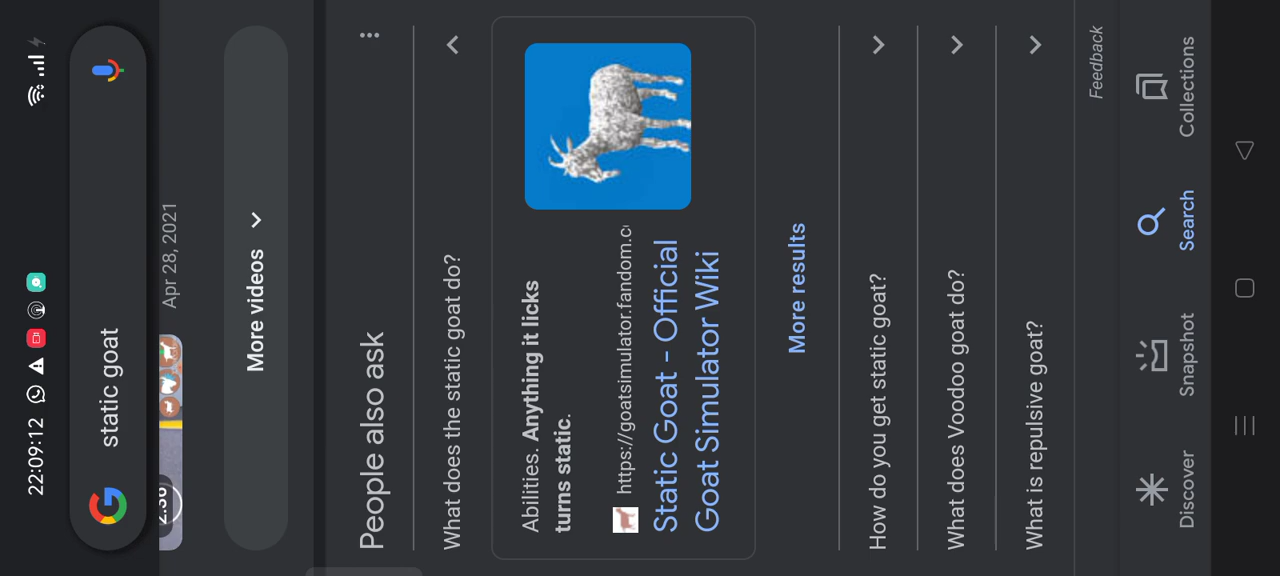 22:09:12
static goat
2:38
Apr 28, 2021
More videos
People also ask
What does the static goat do?
Abilities. Anything it licks
turns static.
https://goatsimulator.fandom.c
Static Goat - Official
Goat Simulator Wiki
More results
How do you get static goat?
What does Voodoo goat do?
What is repulsive goat?
Feedback
Discover
Snapshot
Search
Collections